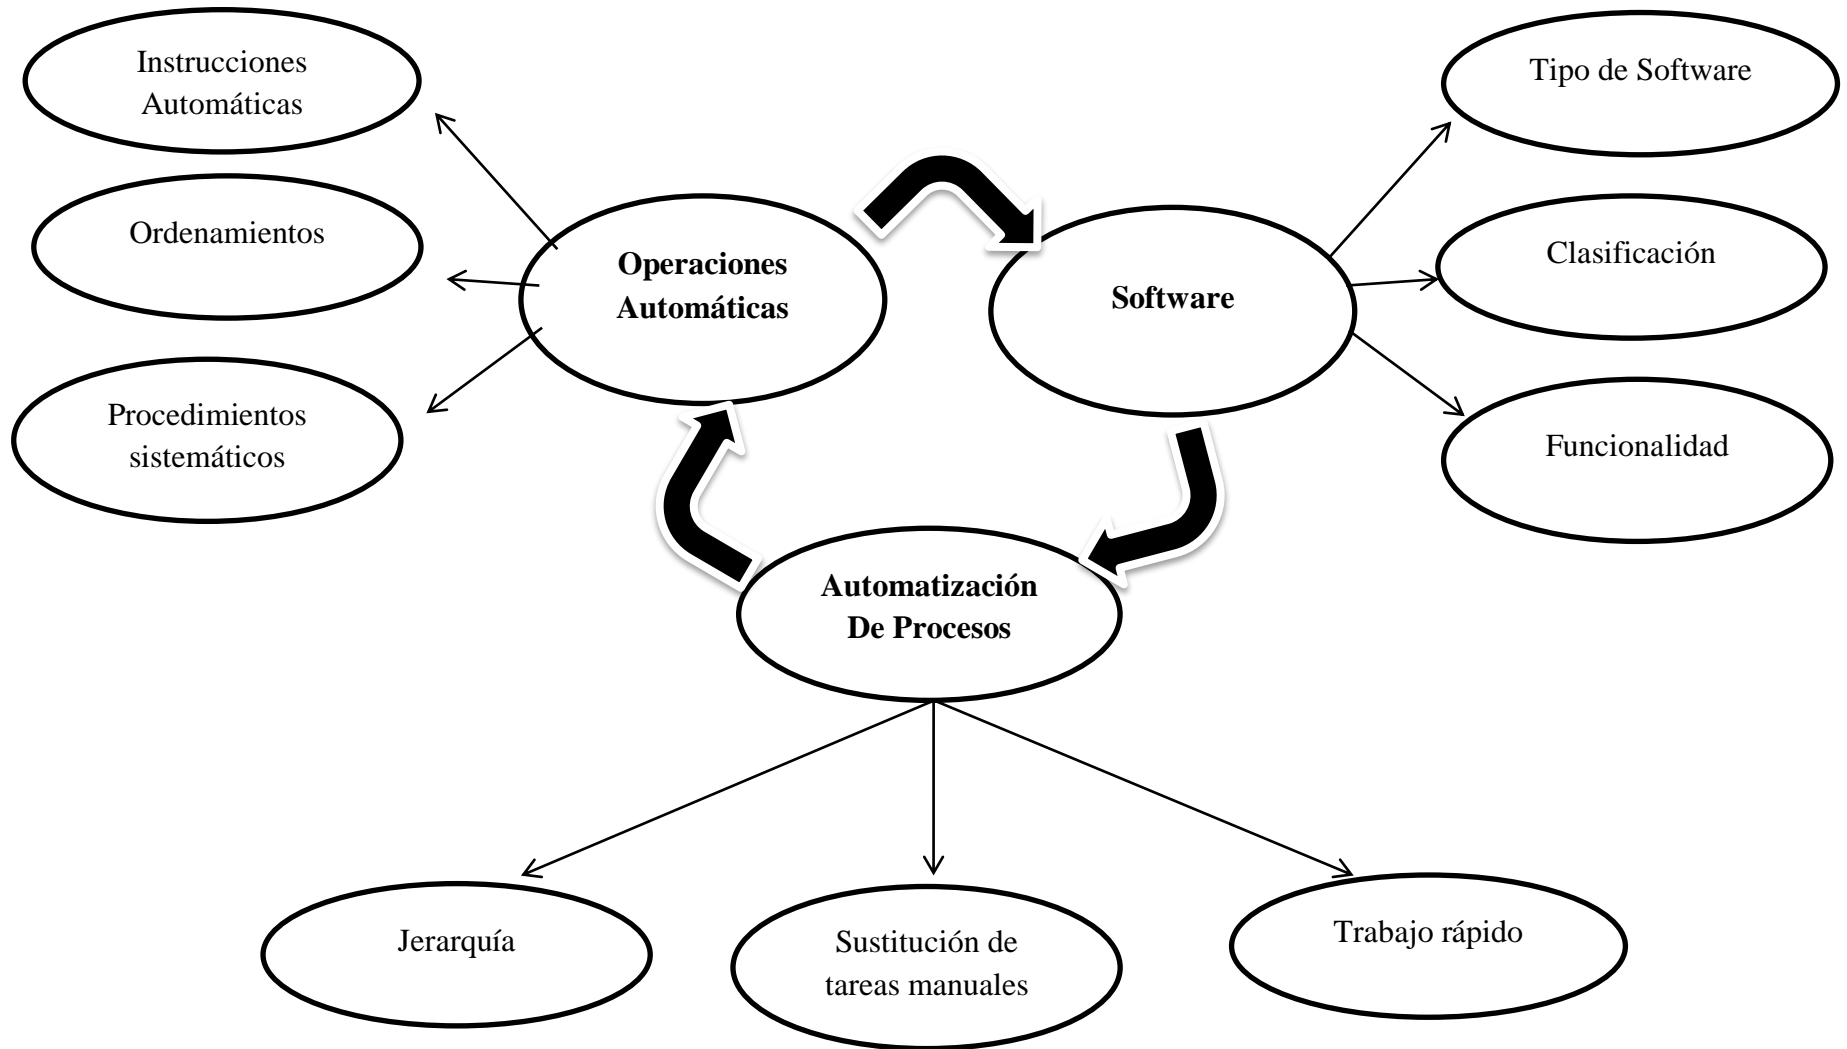 Instrucciones
Automáticas
Ordenamientos
Procedimientos
sistemáticos
Operaciones
Automáticas
Software
Tipo de Software
Clasificación
Funcionalidad
Automatización
De Procesos
Jerarquía
Sustitución de
tareas manuales
Trabajo rápido